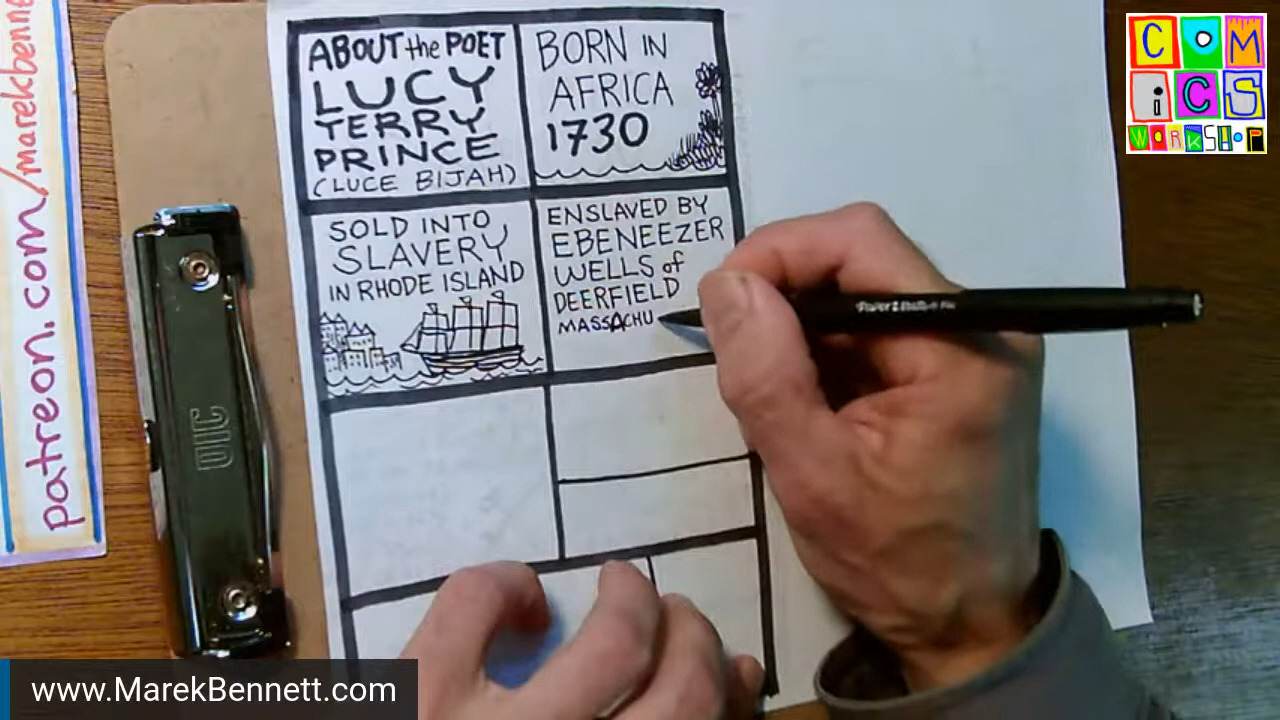 patreon.com/marekbenne
ABOUT the POET
LUCY
TERRY
PRINCE
(LUCE BIJAH)
BORN IN
AFRICA
1730
SOLD INTO
SLAVERY
IN RHODE ISLAND
ENSLAVED BY
EBENEEZER
WELLS of
DEERFIELD
MASSACHU
COMiCS
WORKSHOP
www.MarekBennett.com